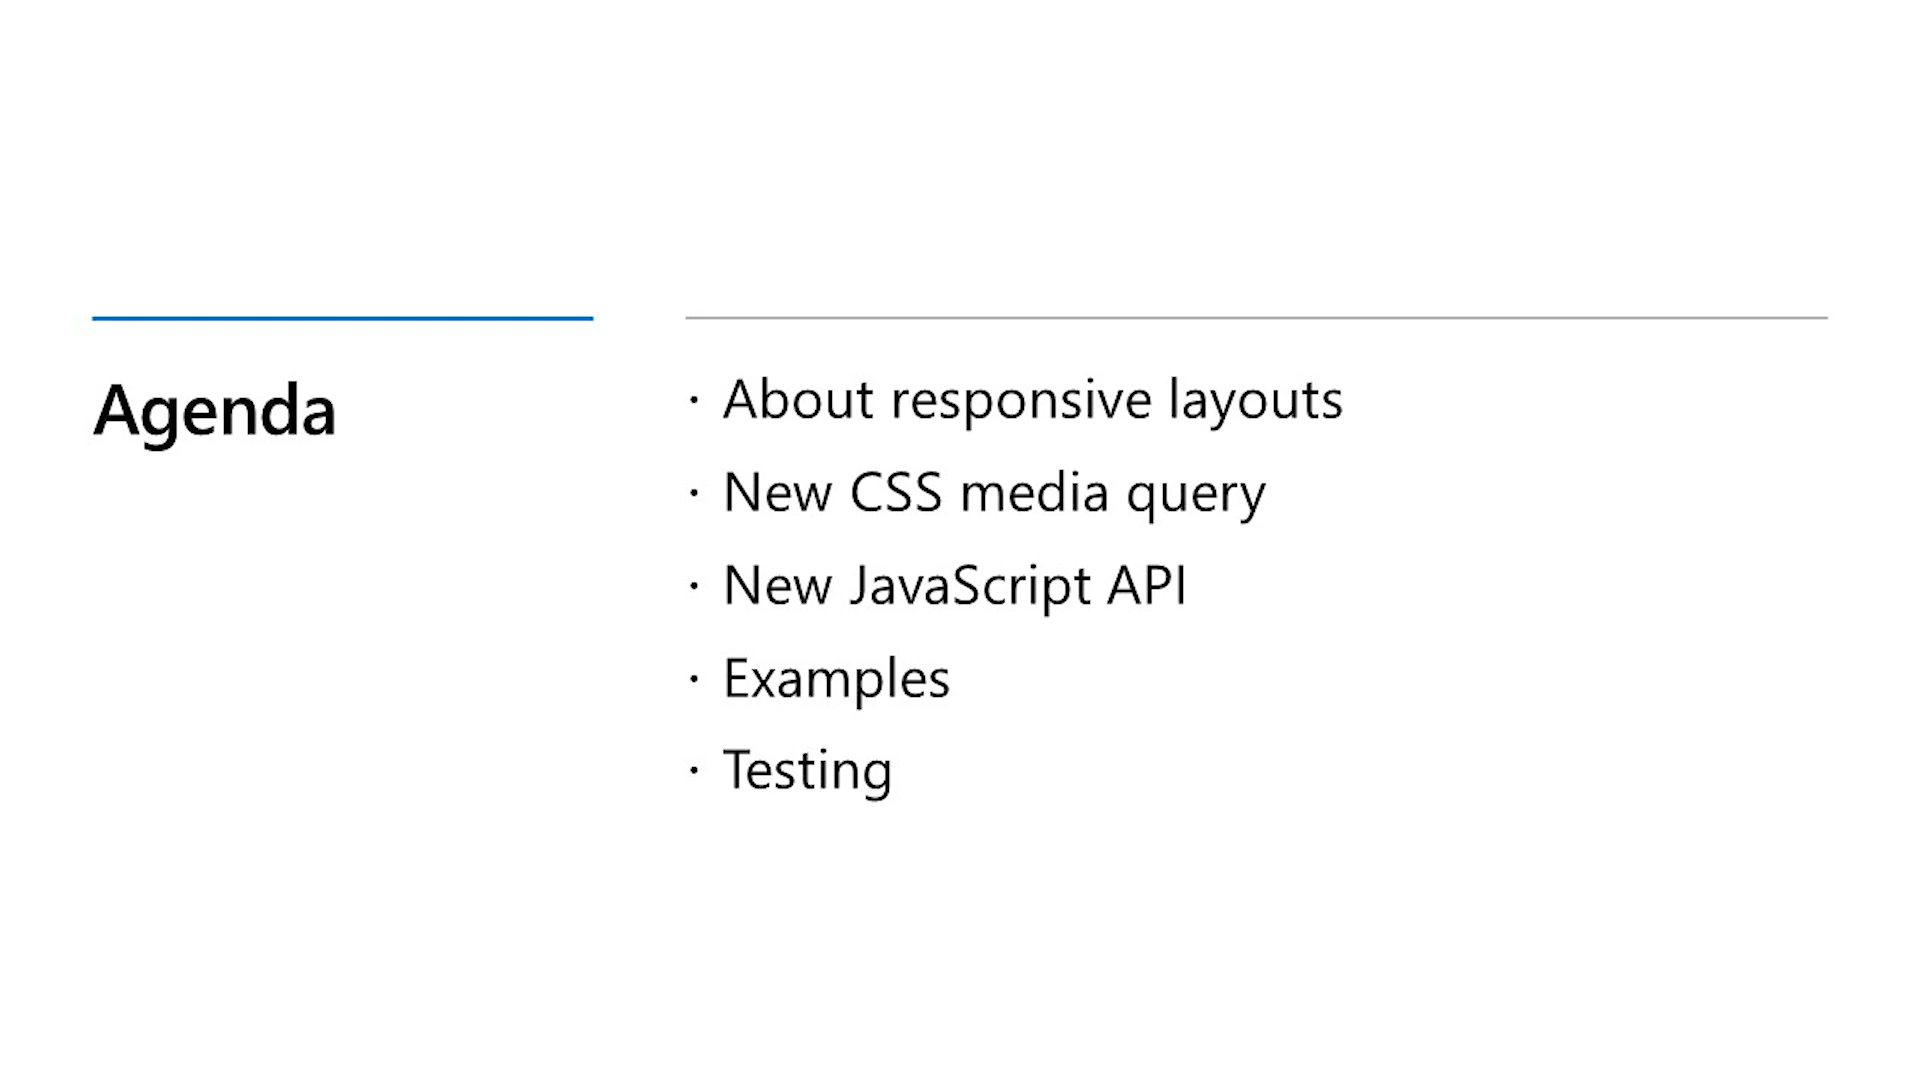 Agenda
· About responsive layouts
· New CSS media query
· New JavaScript API
· Examples
· Testing